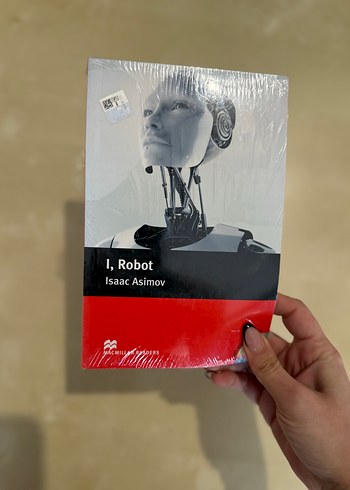 I, Robot
Isaac Asimov
MACMILLAN READERS